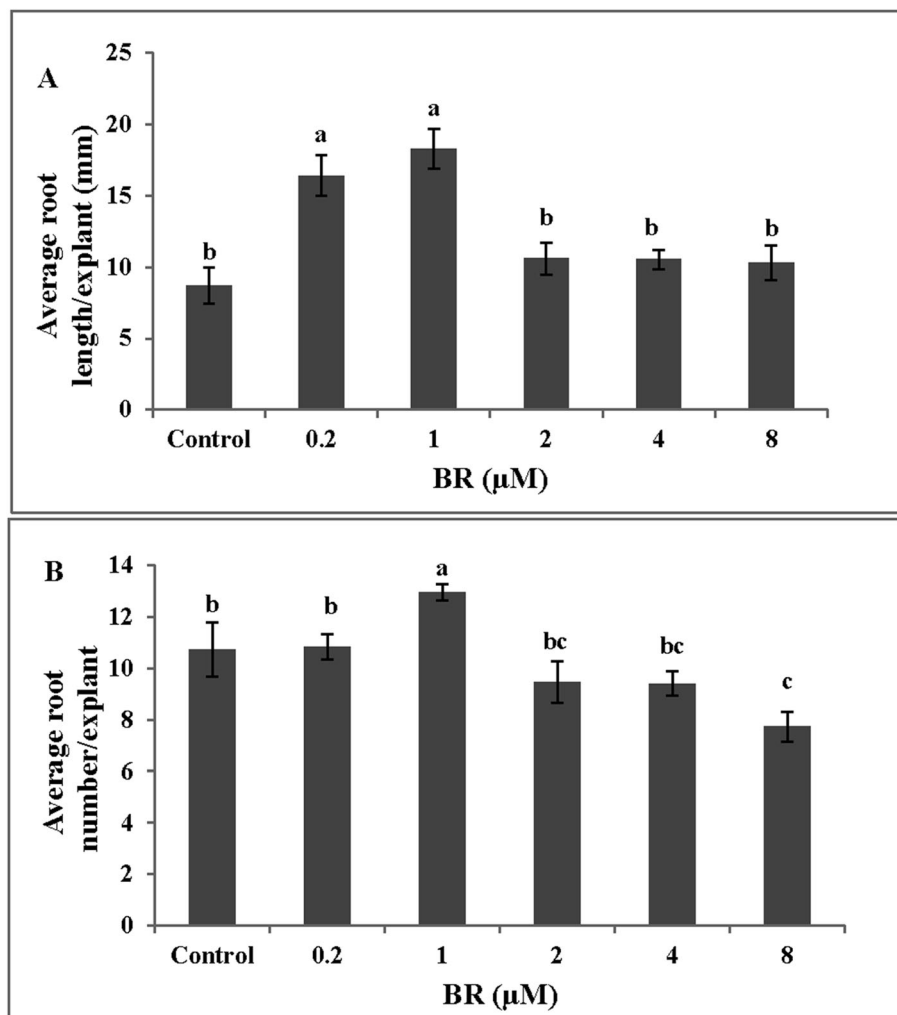 A
25
20
15
10
5
0
Average root
length/explant (mm)
b
a
a
b
b
b
Control 0.2 1 2 4 8
BR (µM)
B
14
12
10
8
6
4
2
0
Average root
number/explant
b
b
a
bc
bc
c
Control 0.2 1 2 4 8
BR (µM)